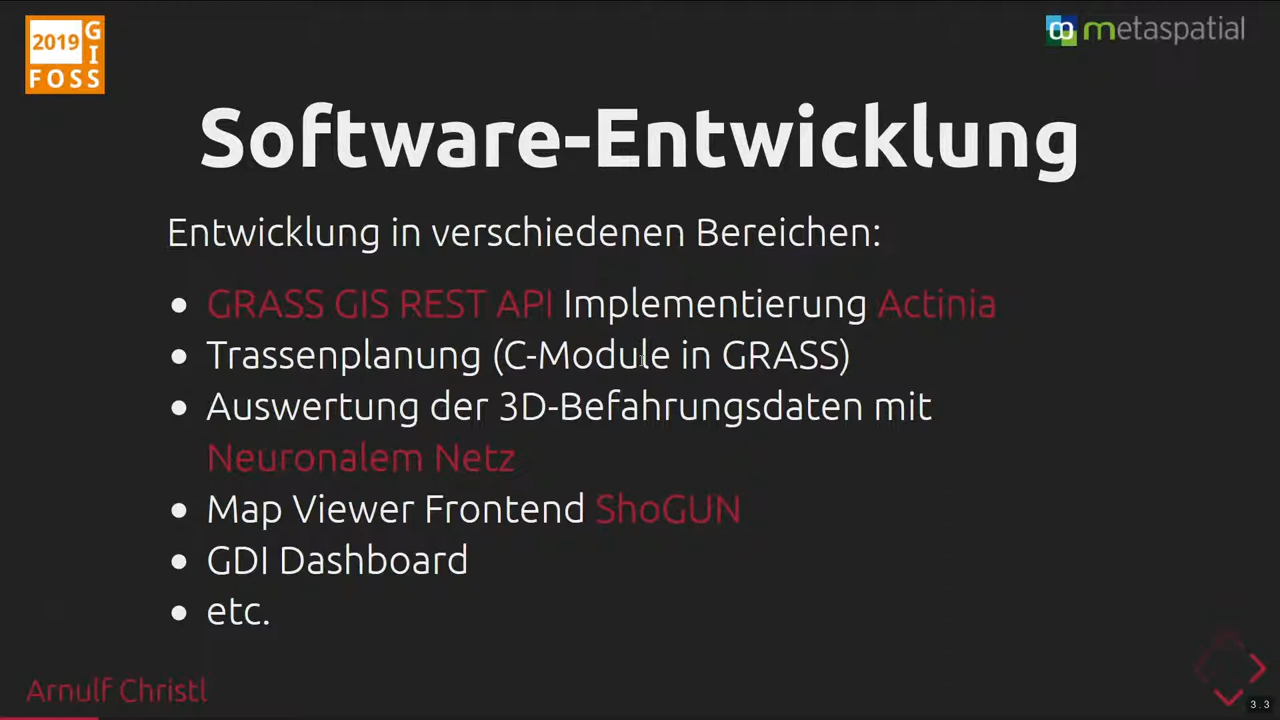 2019 G
I
FOSS
metaspatial
Software-Entwicklung
Entwicklung in verschiedenen Bereichen:
GRASS GIS REST API Implementierung Actinia
Trassenplanung (C-Module in GRASS)
Auswertung der 3D-Befahrungsdaten mit
Neuronalem Netz
Map Viewer Frontend ShoGUN
GDI Dashboard
etc.
Arnulf Christl
3.3